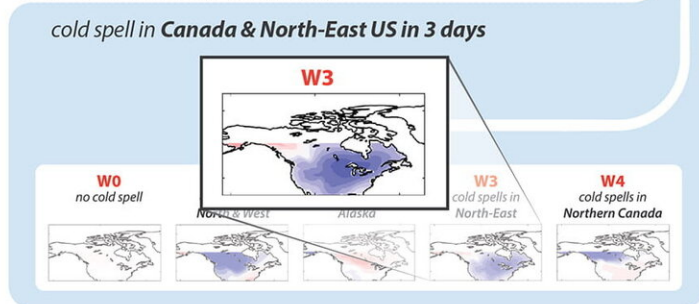 cold spell in Canada & North-East US in 3 days
W3
W0
no cold spell
North & West
Alaska
W3
cold spells in
North-East
W4
cold spells in
Northern Canada